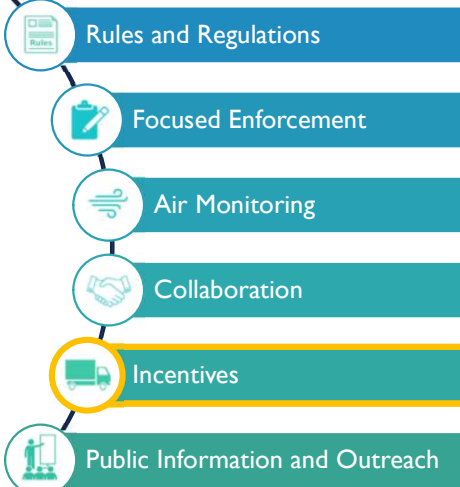 Rules
Rules and Regulations
Focused Enforcement
Air Monitoring
Collaboration
Incentives
Public Information and Outreach